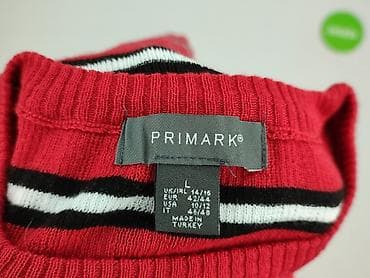 PRIMARK®
L
UK/IRL 14/16
EUR 42/44
USA 10/12
IT 46/48
MADE IN
TURKEY